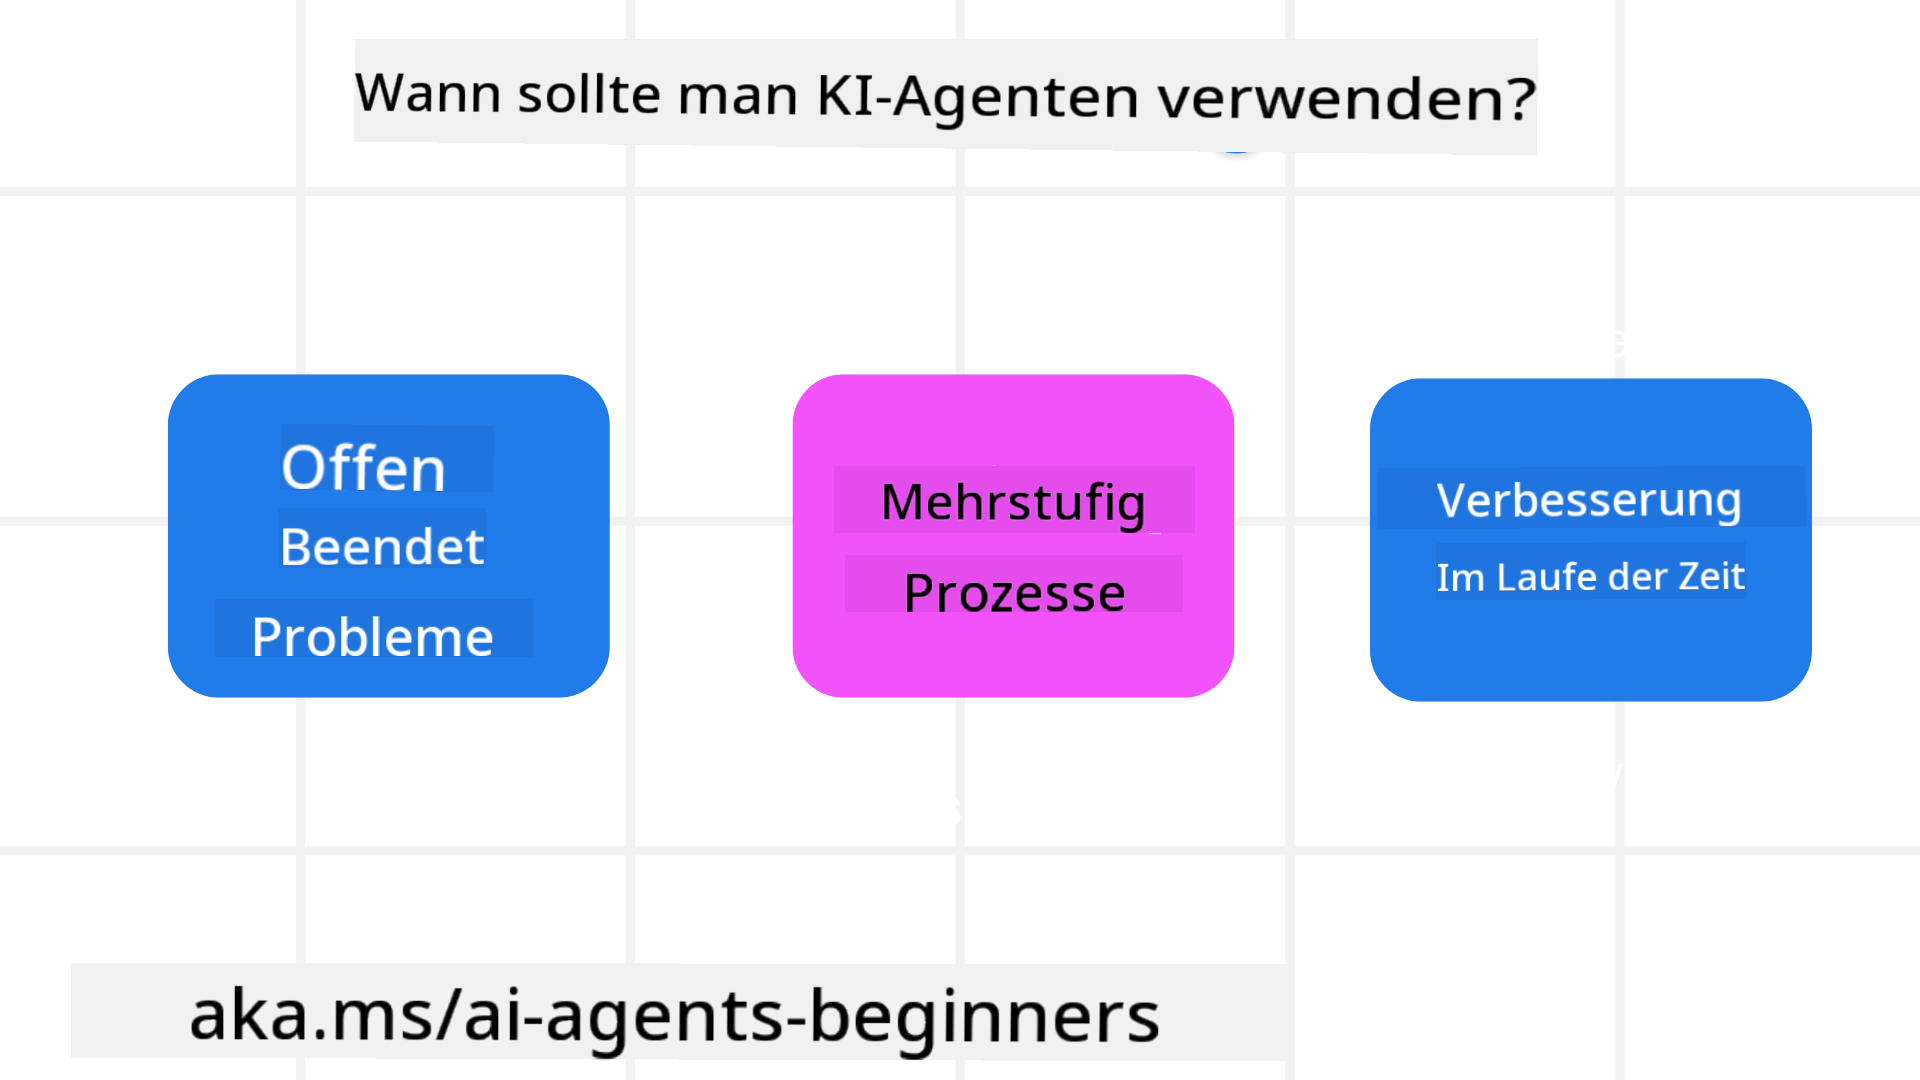 Wann sollte man KI-Agenten verwenden?
Offen
Beendet
Probleme
Mehrstufig
Prozesse
Verbesserung
Im Laufe der Zeit
aka.ms/ai-agents-beginners